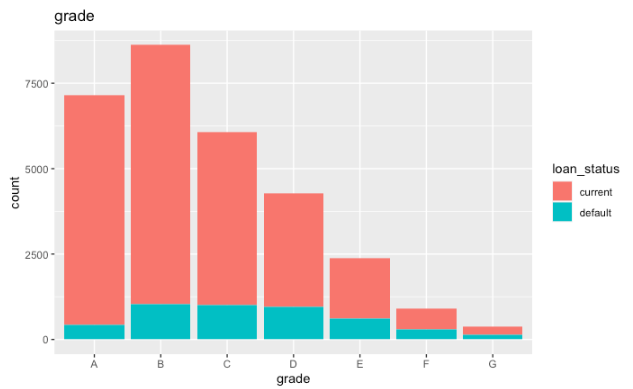 grade
7500
5000
2500
0
count
A B C D E F G
grade
loan_status
current
default